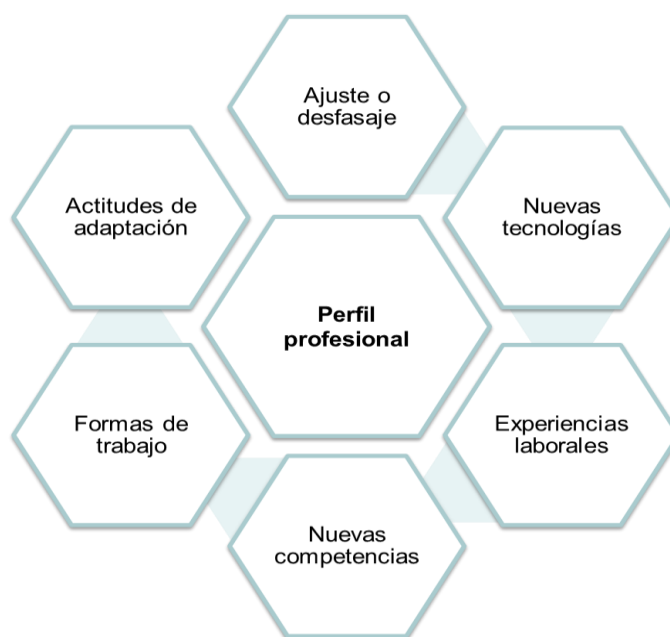 Ajuste o
desfasaje
Nuevas
tecnologías
Experiencias
laborales
Nuevas
competencias
Formas de
trabajo
Actitudes de
adaptación
Perfil
profesional